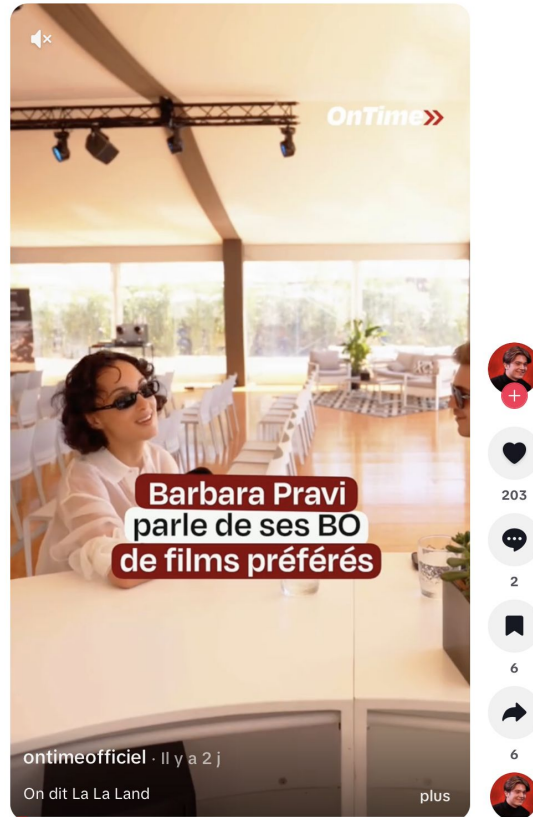 OnTime»
Barbara Pravi
parle de ses BO
de films préférés
203
2
6
6
ontimeofficiel · Il y a 2 j
On dit La La Land
plus